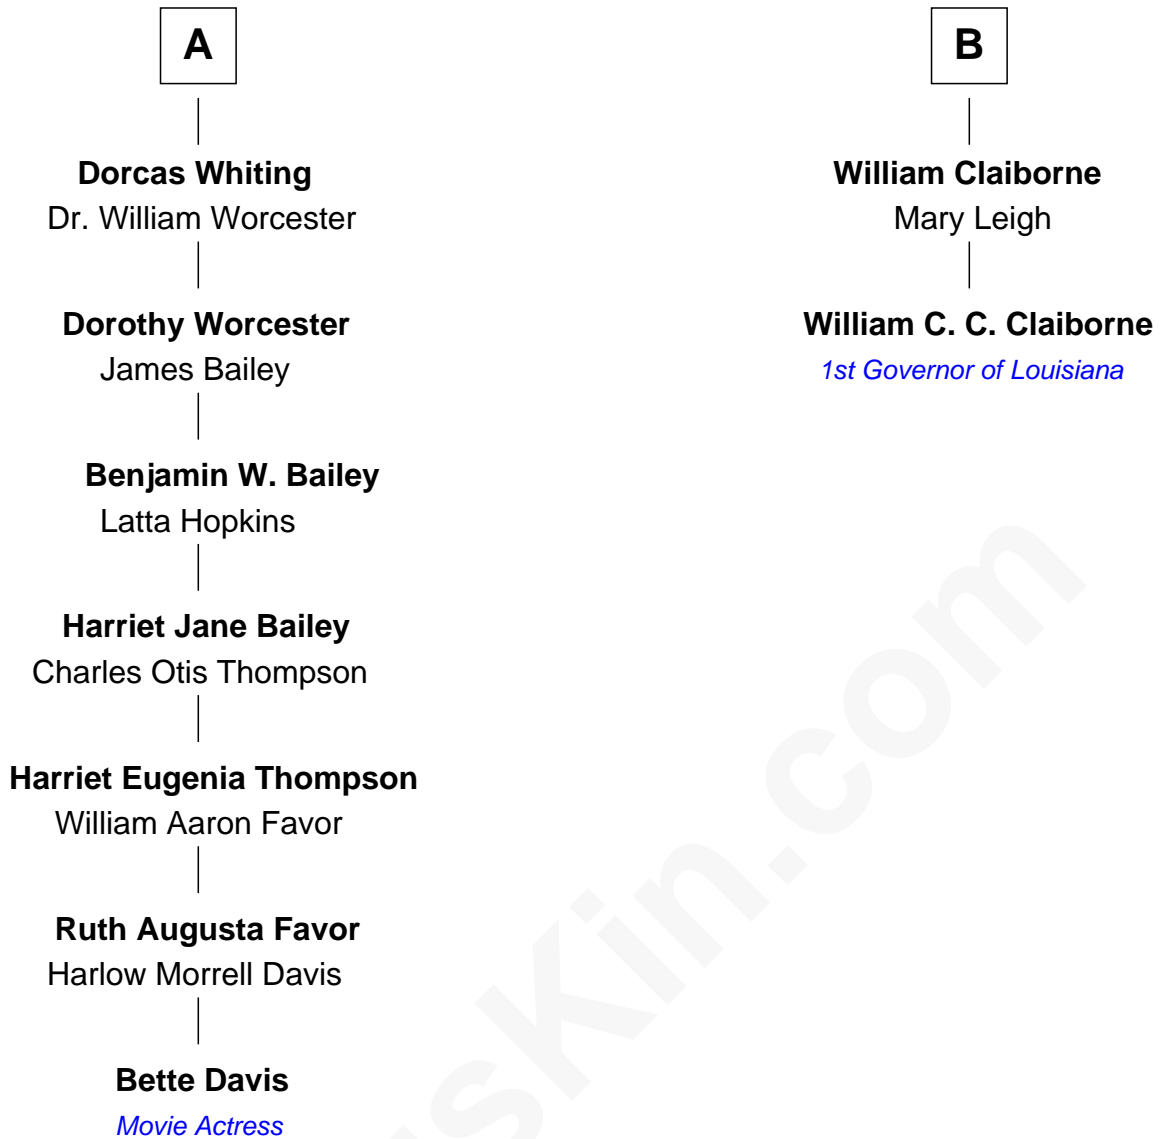 A
Dorcas Whiting
Dr. William Worcester
Dorothy Worcester
James Bailey
Benjamin W. Bailey
Latta Hopkins
Harriet Jane Bailey
Charles Otis Thompson
Harriet Eugenia Thompson
William Aaron Favor
Ruth Augusta Favor
Harlow Morrell Davis
Bette Davis
Movie Actress
B
William Claiborne
Mary Leigh
William C. C. Claiborne
1st Governor of Louisiana
sKin.com